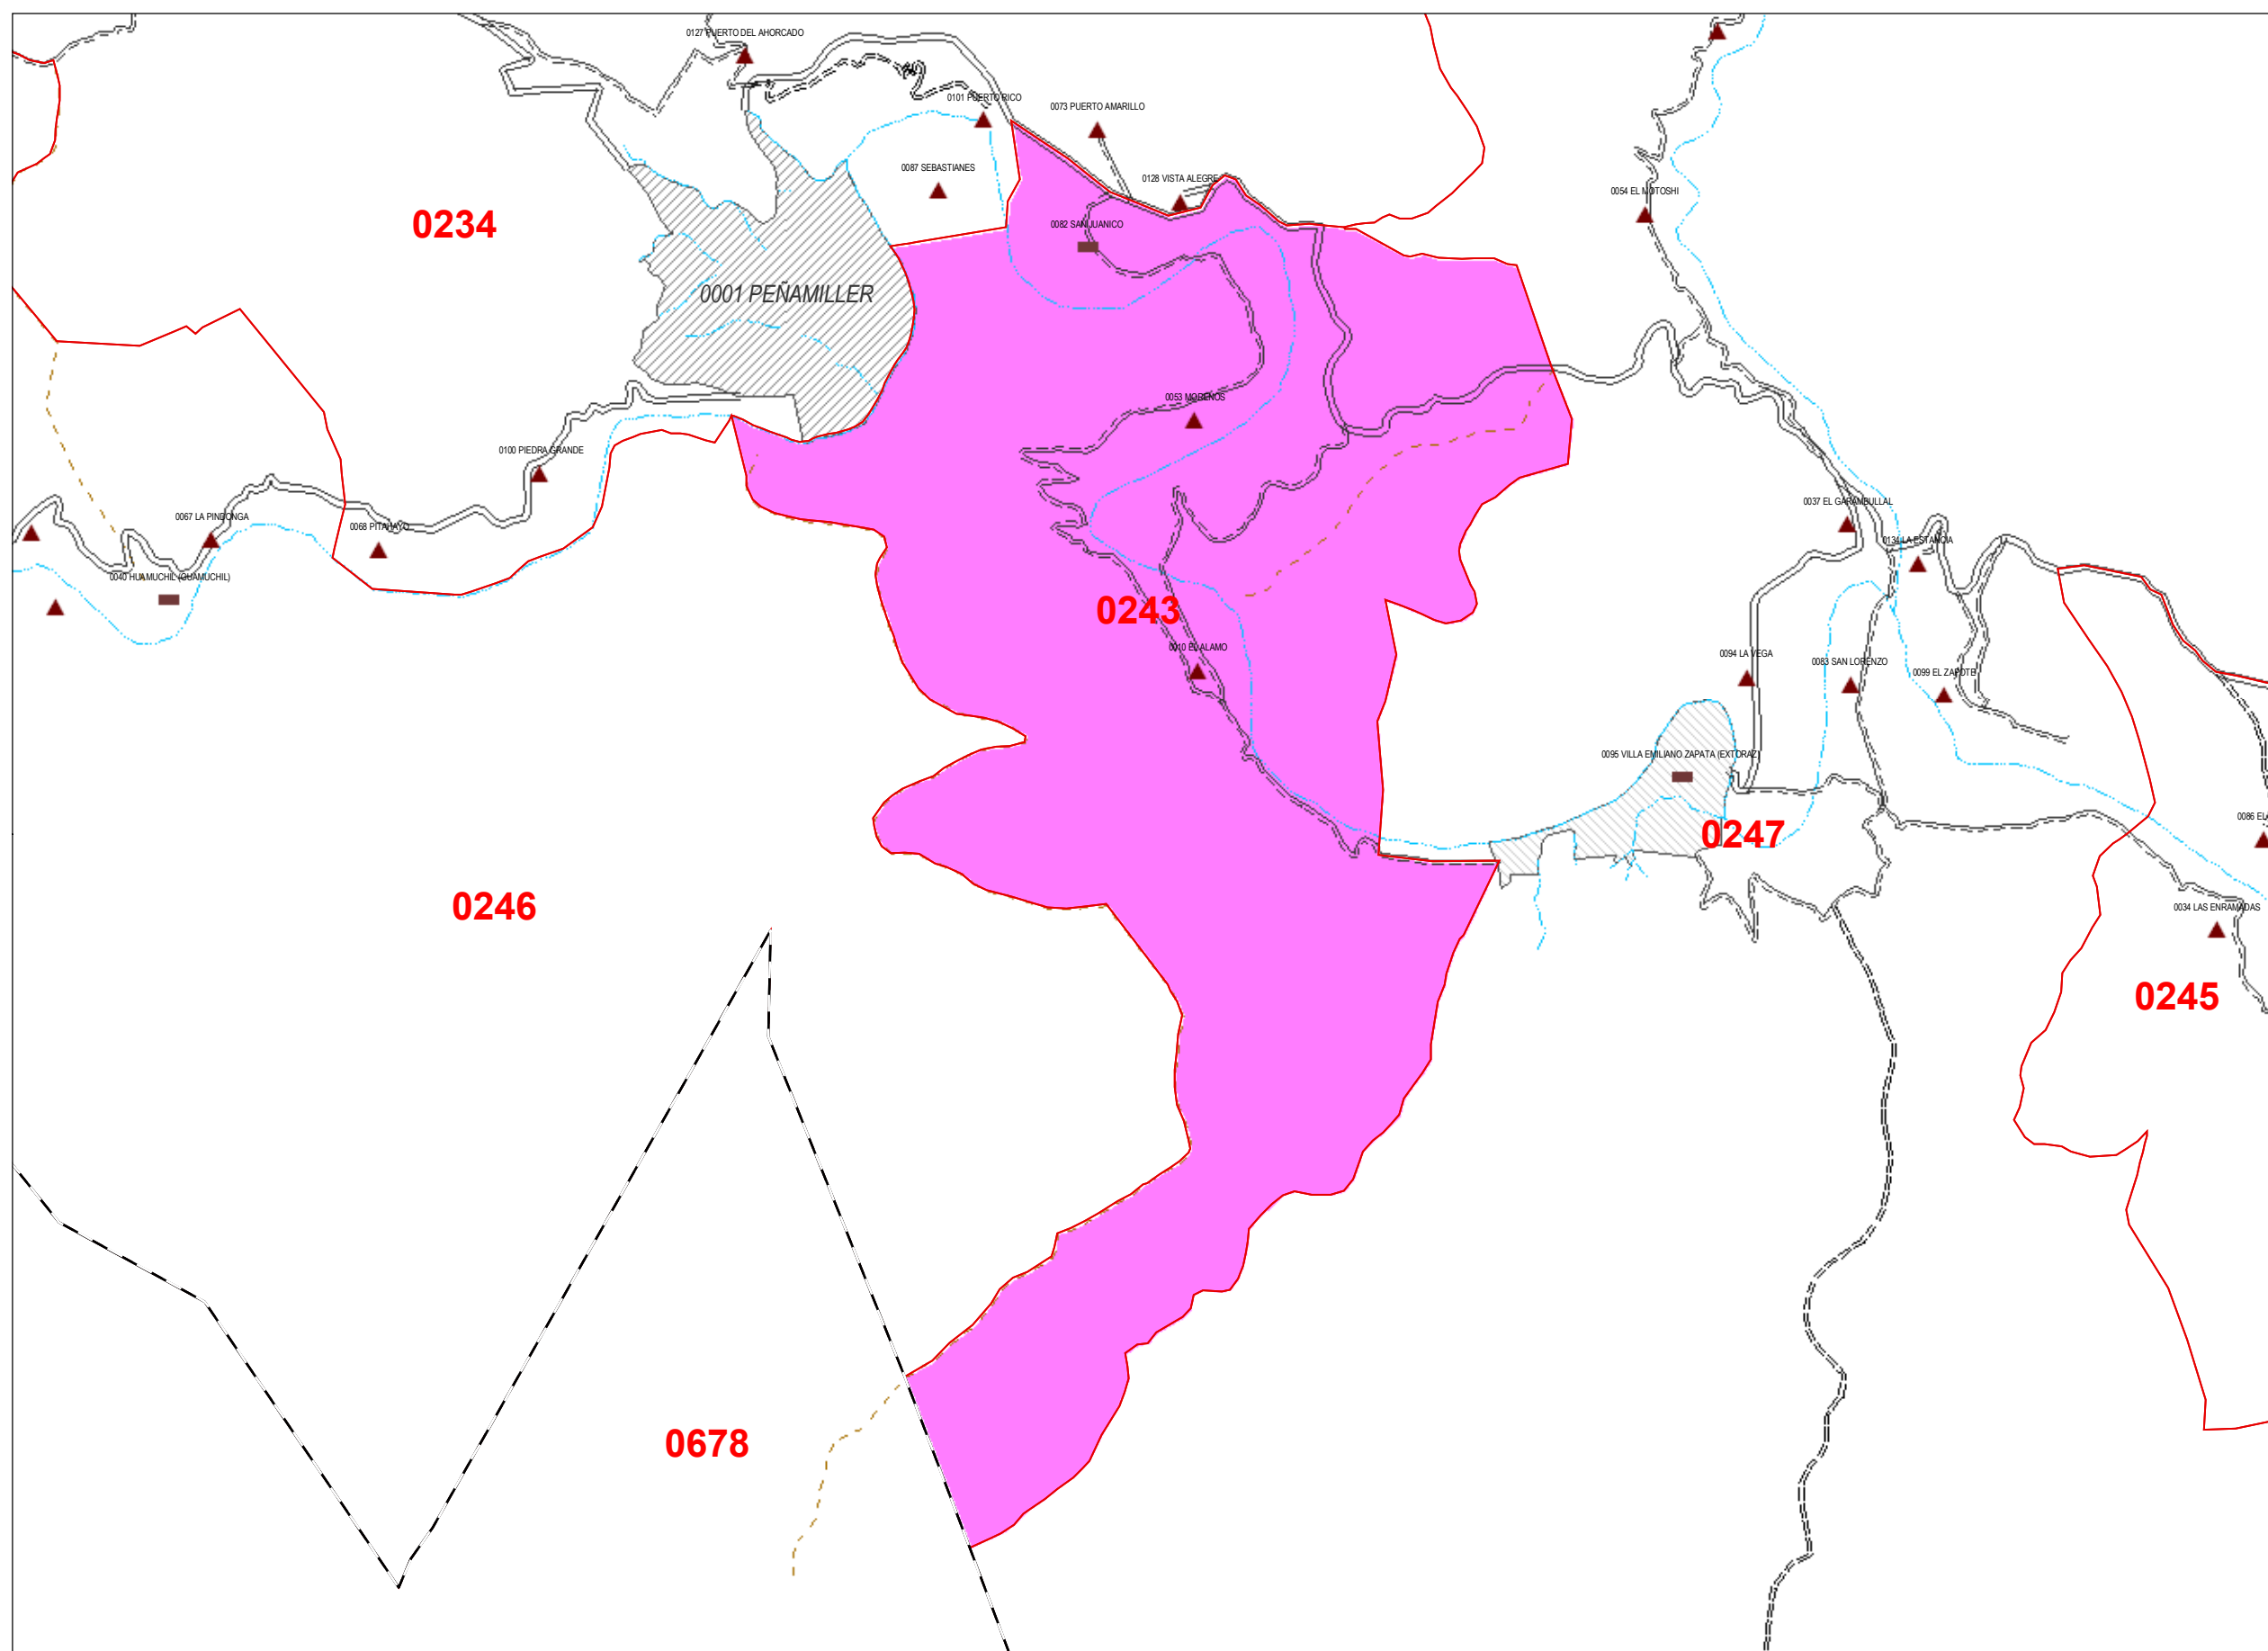 0127 PUERTO DEL AHORCADO
0101 PUERTO RICO
0073 PUERTO AMARILLO
0087 SEBASTIANES
0128 VISTA ALEGRE
0054 EL MOTOSHI
0234
0082 SAN JUANICO
0001 PEÑAMILLER
0053 MORENOS
0100 PIEDRA GRANDE
0067 LA PINDONGA
0068 PITAHAYO
0037 EL GARAMBULLAL
0134 LA ESTANCIA
0040 HUAMUCHIL (GUAMUCHIL)
0243
0010 EL ALAMO
0094 LA VEGA
0083 SAN LORENZO
0099 EL ZAPOTE
0095 VILLA EMILIANO ZAPATA (EXTORAZ)
0247
0086 EL
0246
0034 LAS ENRAMADAS
0245
0678